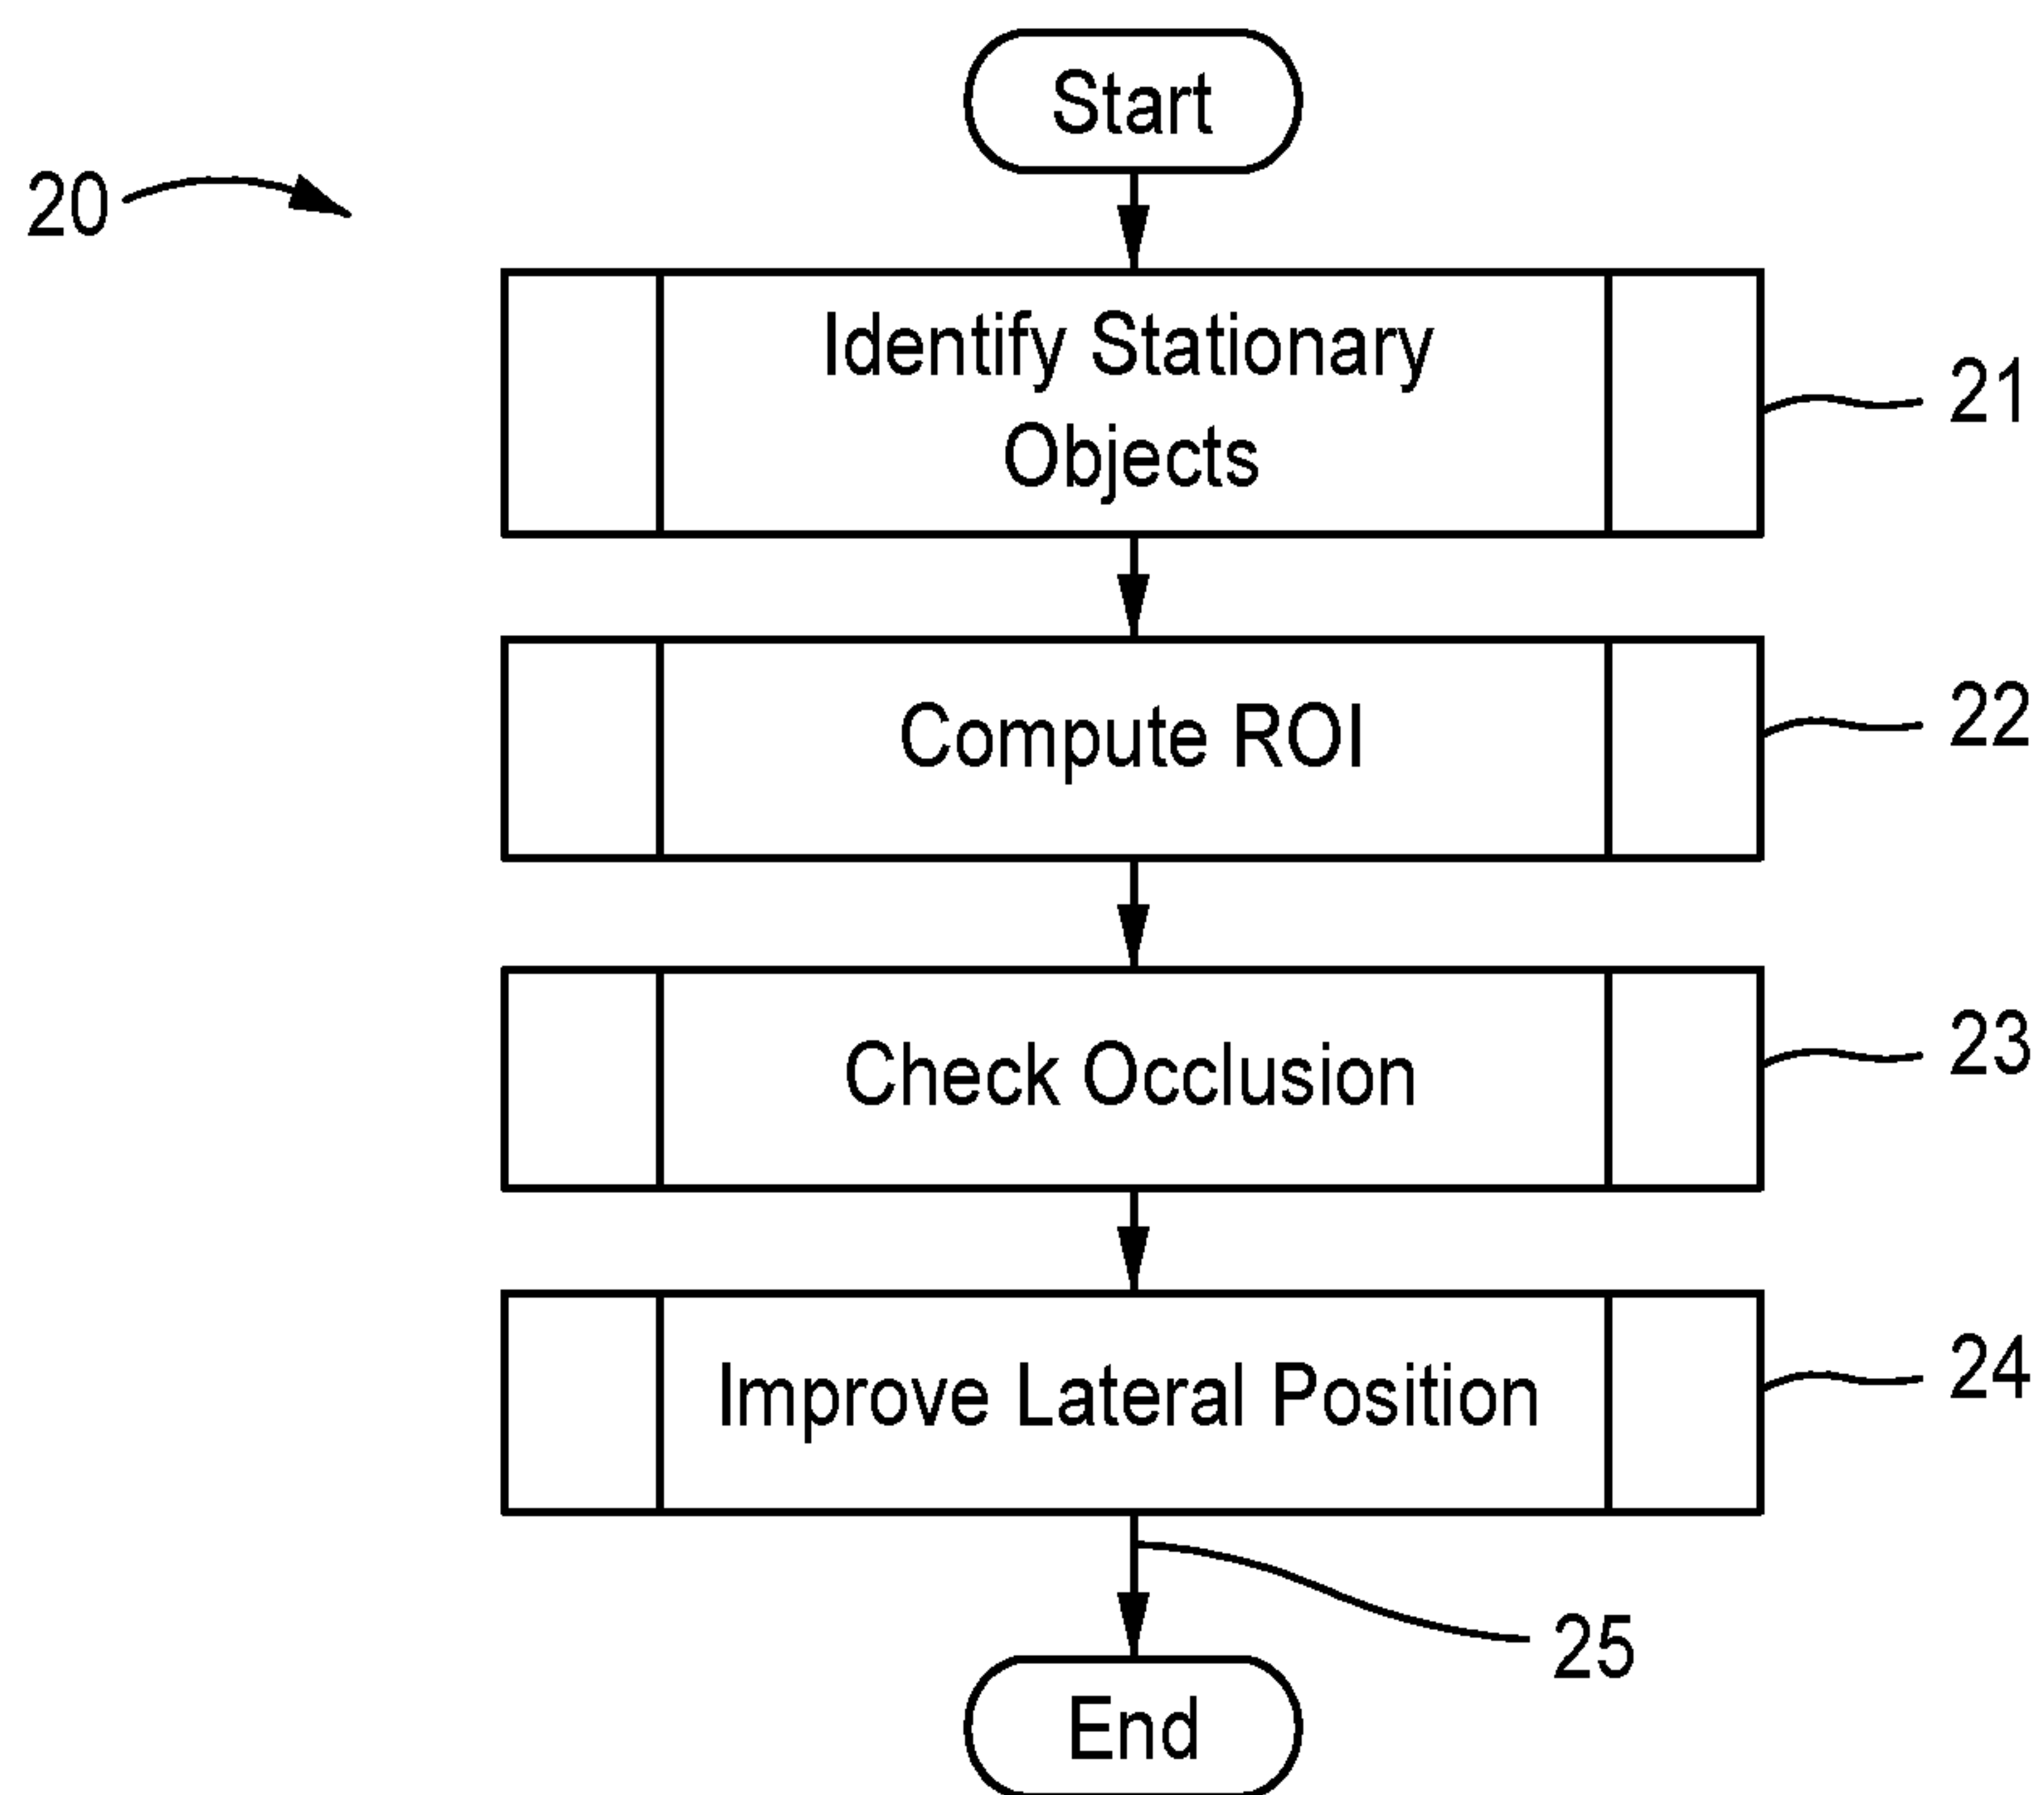 Start
20
Identify Stationary
Objects
21
Compute ROI
22
Check Occlusion
23
Improve Lateral Position
24
25
End